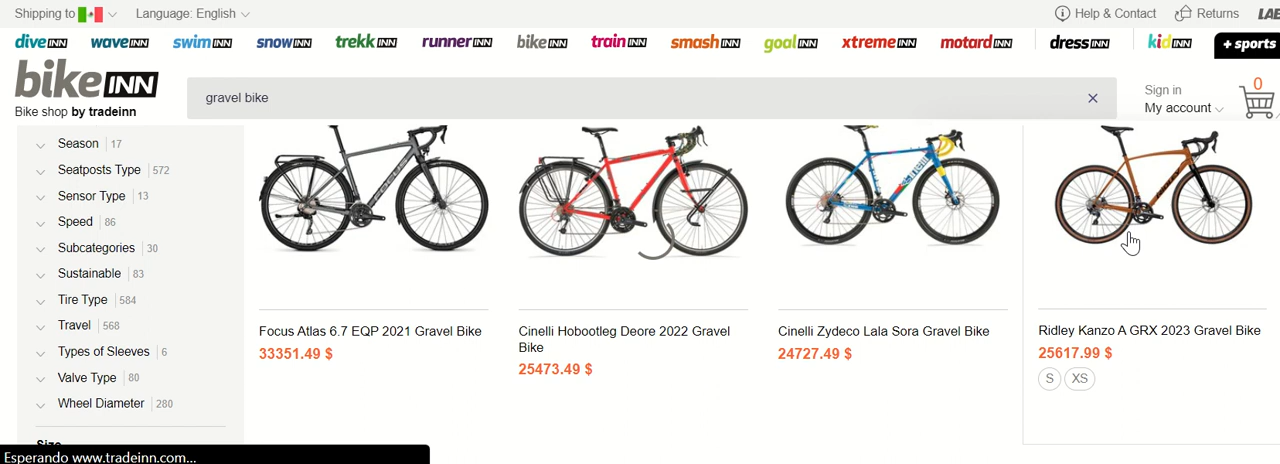 Shipping to
Language: English
Help & Contact
Returns
diveINN waveINN swimINN snowINN trekkINN runnerINN bikeINN trainINN smashINN goalINN xtremeINN motardINN dressINN kidINN + sports
bikeINN
Bike shop by tradeinn
gravel bike
Sign in
My account
0
Season 17
Seatposts Type 572
Sensor Type 13
Speed 86
Subcategories 30
Sustainable 83
Tire Type 584
Travel 568
Types of Sleeves 6
Valve Type 80
Wheel Diameter 280
Focus Atlas 6.7 EQP 2021 Gravel Bike
33351.49 $
Cinelli Hobootleg Deore 2022 Gravel
Bike
25473.49 $
Cinelli Zydeco Lala Sora Gravel Bike
24727.49 $
Ridley Kanzo A GRX 2023 Gravel Bike
25617.99 $
S XS
Esperando www.tradeinn.com...